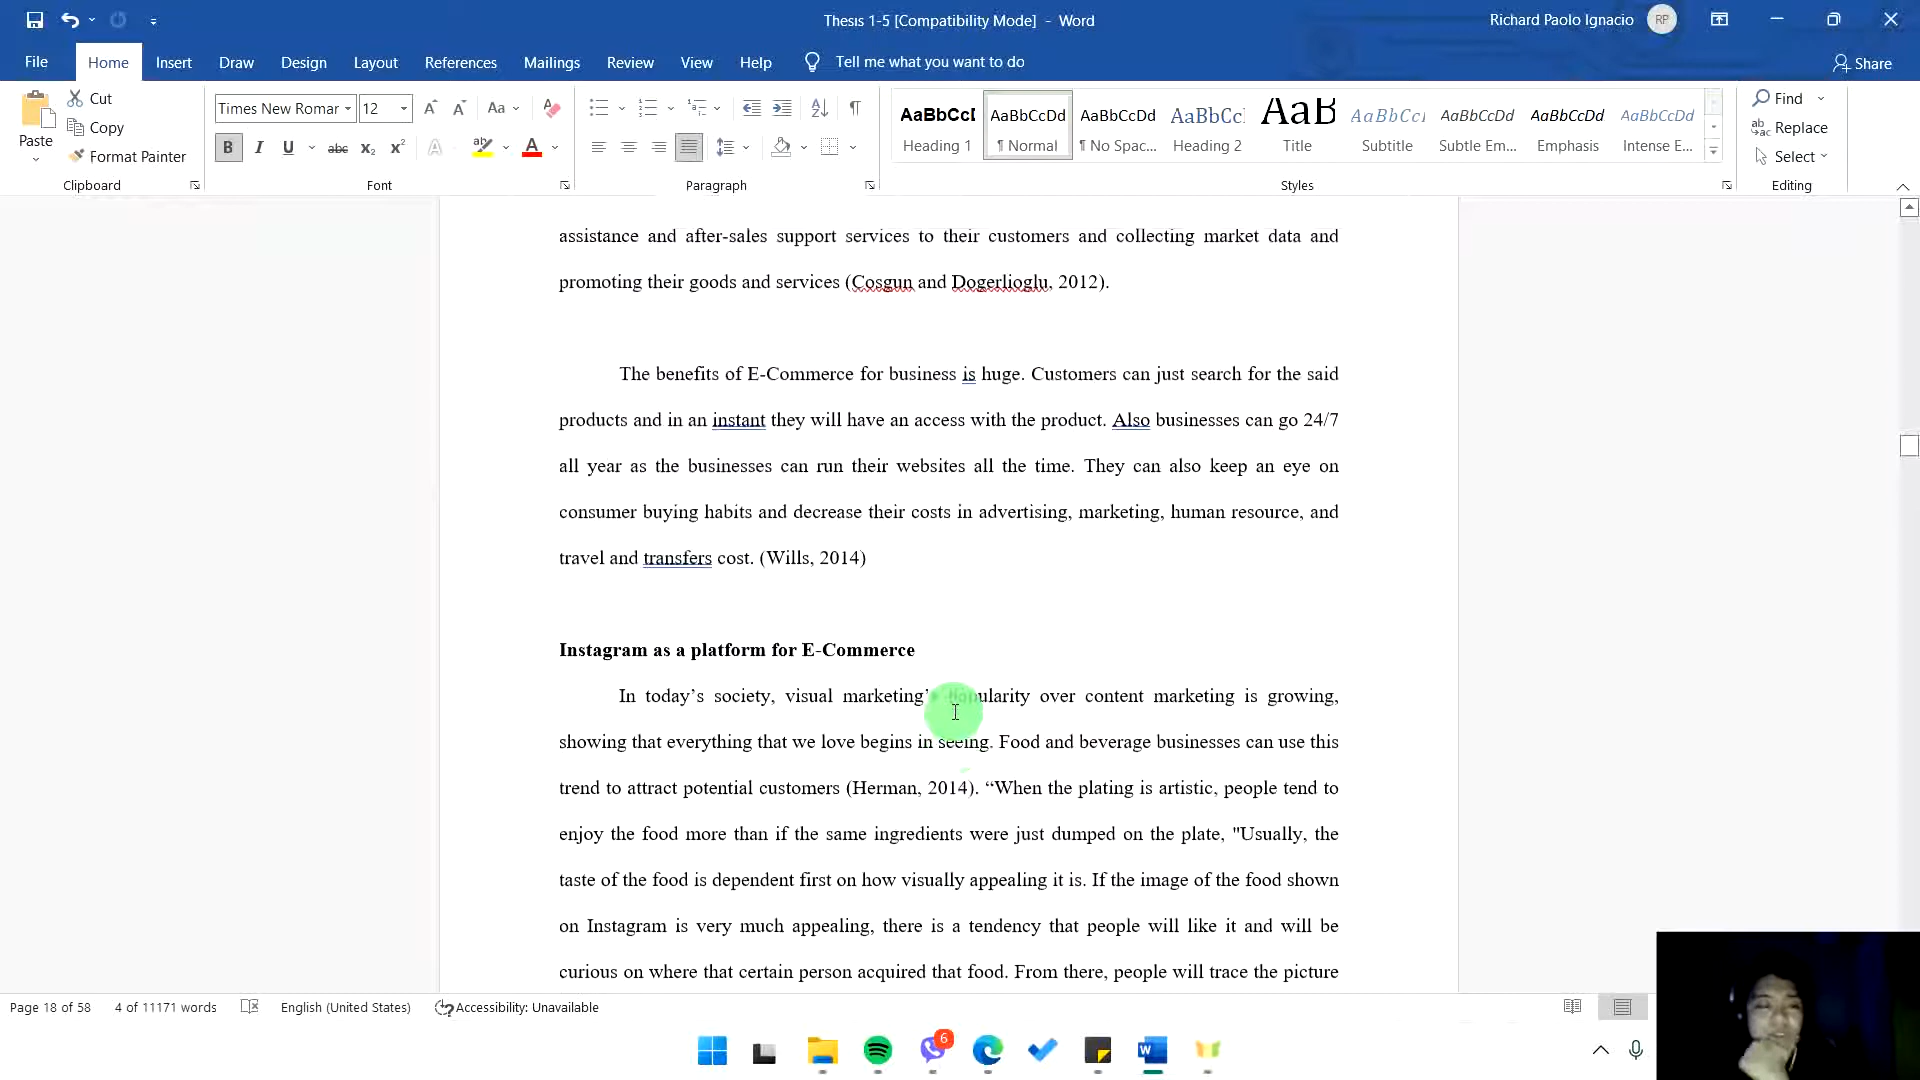 Thesis 1-5 [Compatibility Mode] - Word
Richard Paolo Ignacio
RP
File Home Insert Draw Design Layout References Mailings Review View Help Tell me what you want to do
Share
Paste
Cut
Copy
Format Painter
Clipboard
Times New Romar 12
Font
Paragraph
AaBbCcI AaBbCcDd AaBbCcDd AaBbCc AaB AaBbCc AaBbCcDd AaBbCcDd AaBbCcDd
Heading 1 ¶ Normal ¶ No Spac... Heading 2 Title Subtitle Subtle Em... Emphasis Intense E...
Styles
Find
Replace
Select
Editing
assistance and after-sales support services to their customers and collecting market data and
promoting their goods and services (Cosgun and Dogerlioglu, 2012).
The benefits of E-Commerce for business is huge. Customers can just search for the said
products and in an instant they will have an access with the product. Also businesses can go 24/7
all year as the businesses can run their websites all the time. They can also keep an eye on
consumer buying habits and decrease their costs in advertising, marketing, human resource, and
travel and transfers cost. (Wills, 2014)
Instagram as a platform for E-Commerce
In today’s society, visual marketing’s popularity over content marketing is growing,
showing that everything that we love begins in seeing. Food and beverage businesses can use this
trend to attract potential customers (Herman, 2014). “When the plating is artistic, people tend to
enjoy the food more than if the same ingredients were just dumped on the plate, "Usually, the
taste of the food is dependent first on how visually appealing it is. If the image of the food shown
on Instagram is very much appealing, there is a tendency that people will like it and will be
curious on where that certain person acquired that food. From there, people will trace the picture
Page 18 of 58 4 of 11171 words English (United States) Accessibility: Unavailable
6